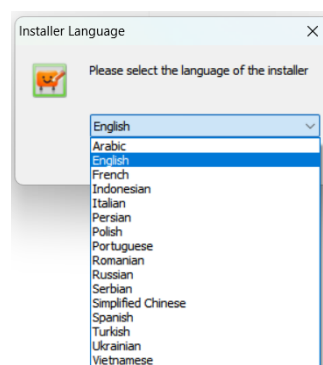 Installer Language
Please select the language of the installer
English
Arabic
English
French
Indonesian
Italian
Persian
Polish
Portuguese
Romanian
Russian
Serbian
Simplified Chinese
Spanish
Turkish
Ukrainian
Vietnamese